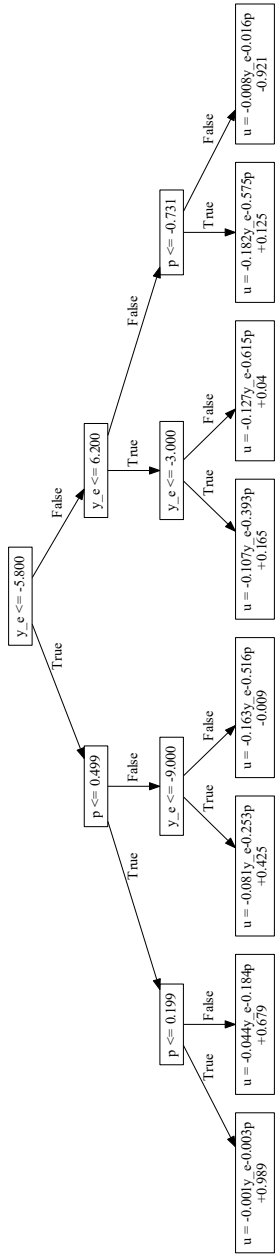 y_e <= -5.800
True
False
p <= 0.499
y_e <= 6.200
True
False
True
False
p <= 0.199
y_e <= -9.000
y_e <= -3.000
p <= -0.731
True
False
True
False
True
False
True
False
u = -0.001y_e-0.003p
+0.989
u = -0.044y_e-0.184p
+0.679
u = -0.081y_e-0.253p
+0.425
u = -0.163y_e-0.516p
-0.009
u = -0.107y_e-0.393p
+0.165
u = -0.127y_e-0.615p
+0.04
u = -0.182y_e-0.575p
+0.125
u = -0.008y_e-0.016p
-0.921